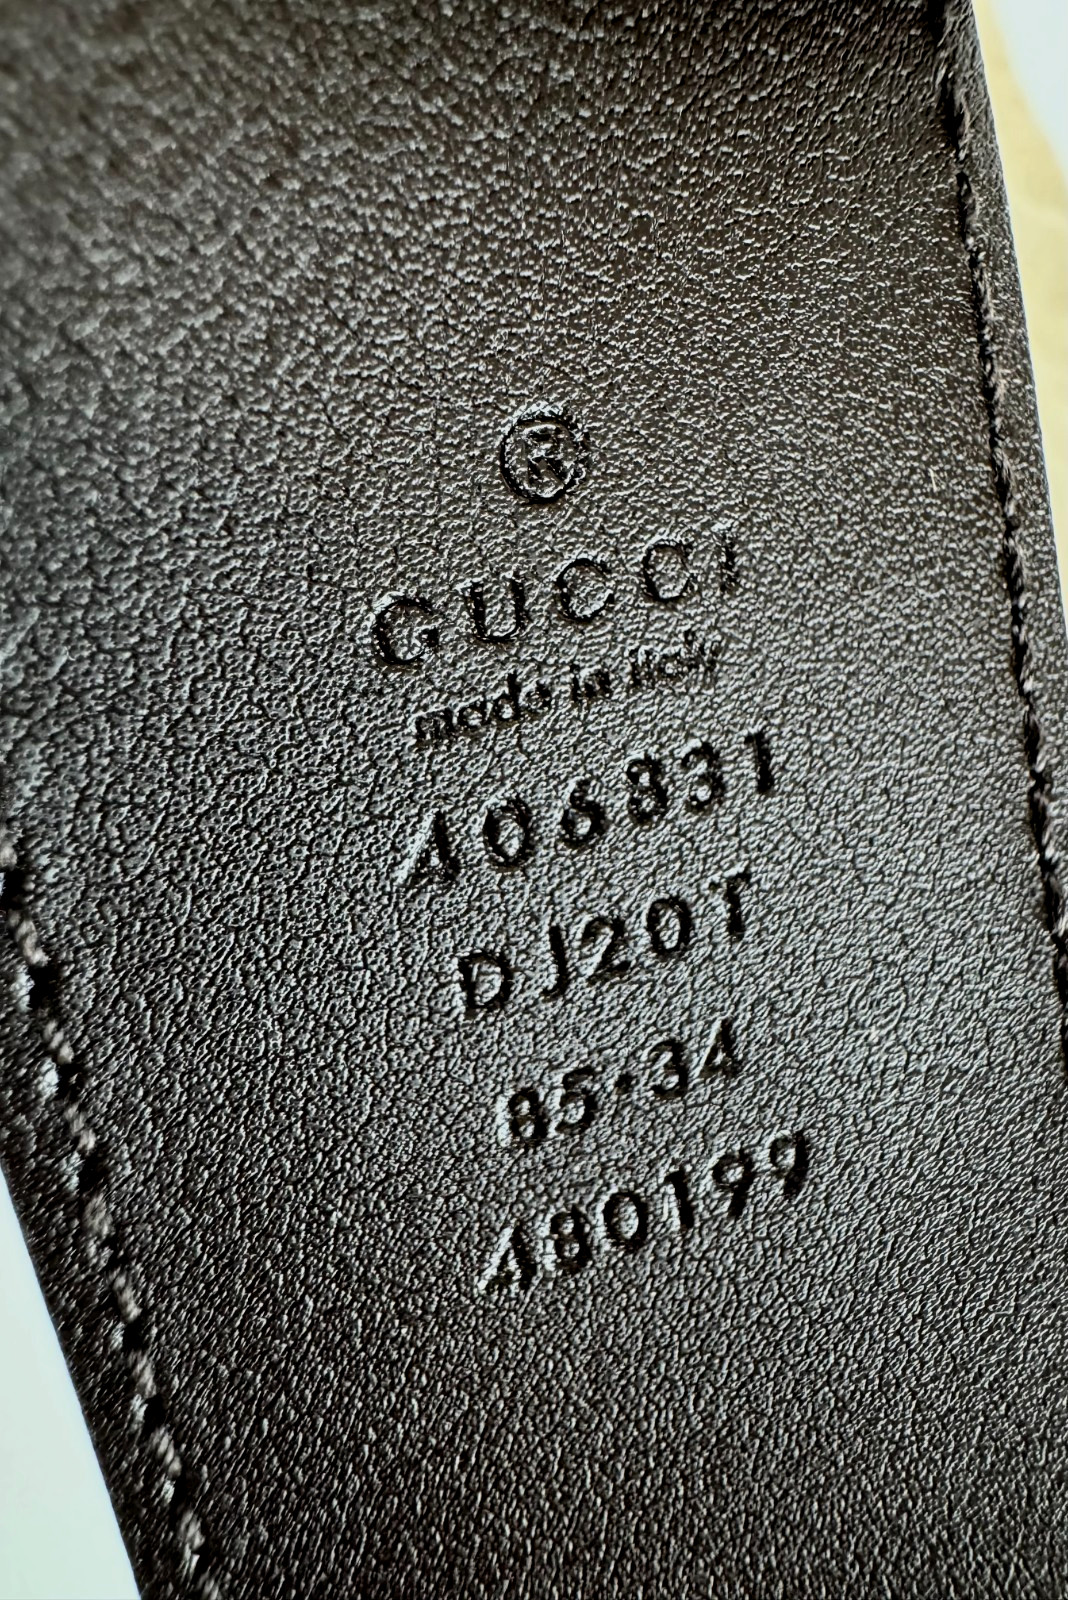 ®
GUCCI
made in italy
406831
DJ20T
85·34
480199